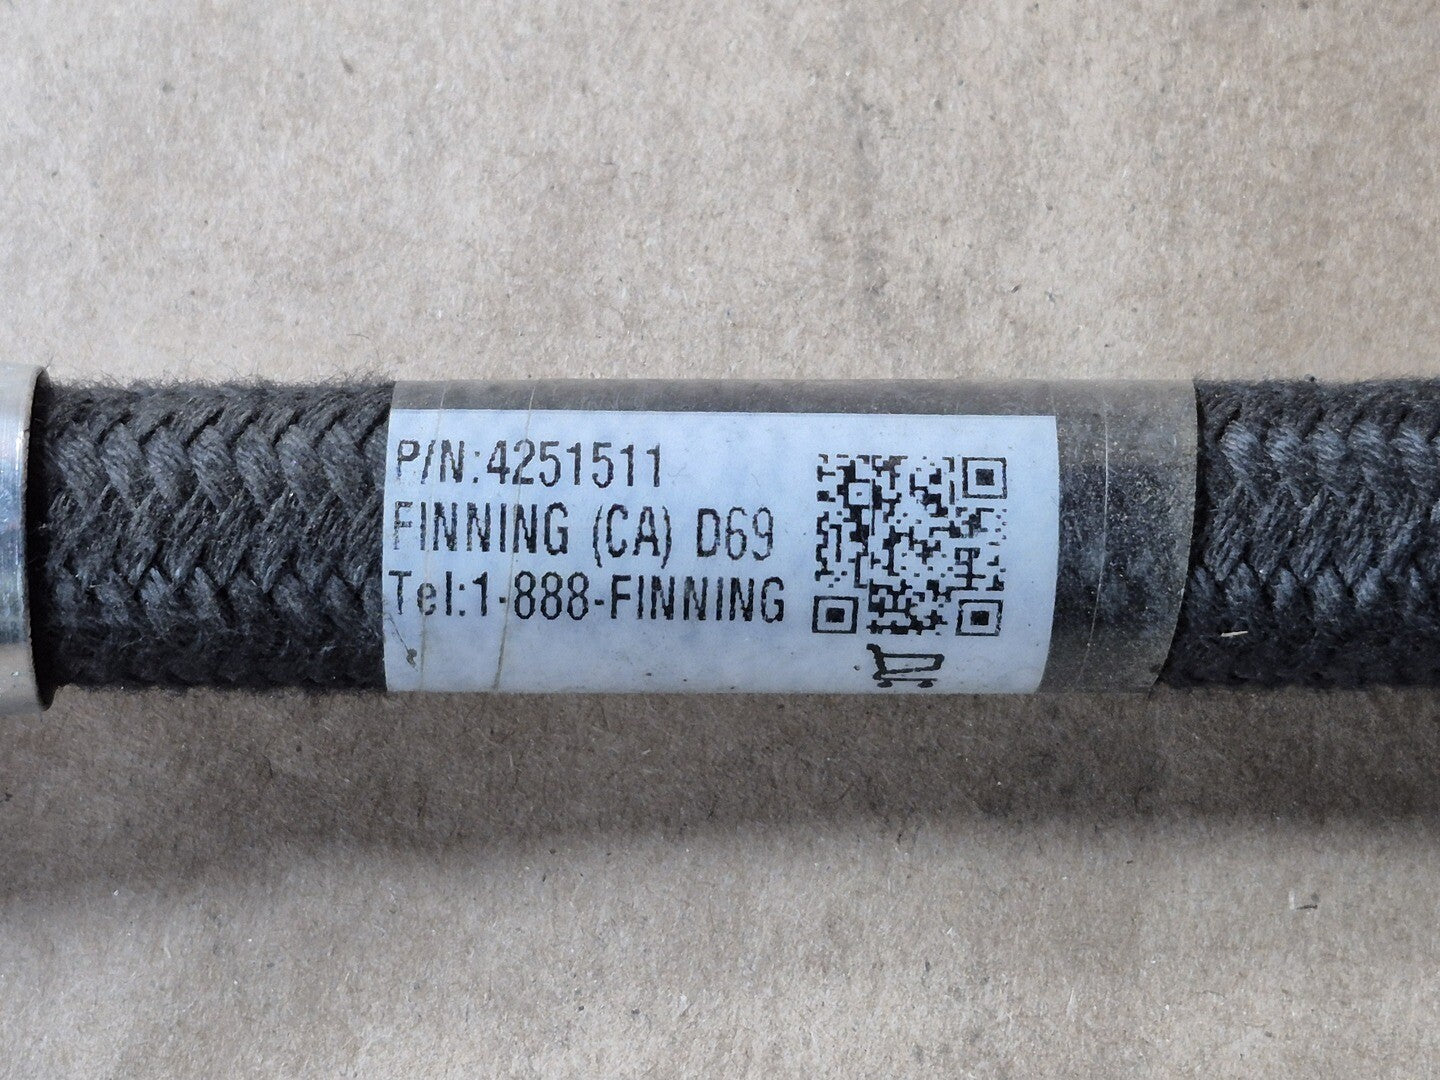 P/N:4251511
FINNING (CA) D69
Tel:1-888-FINNING